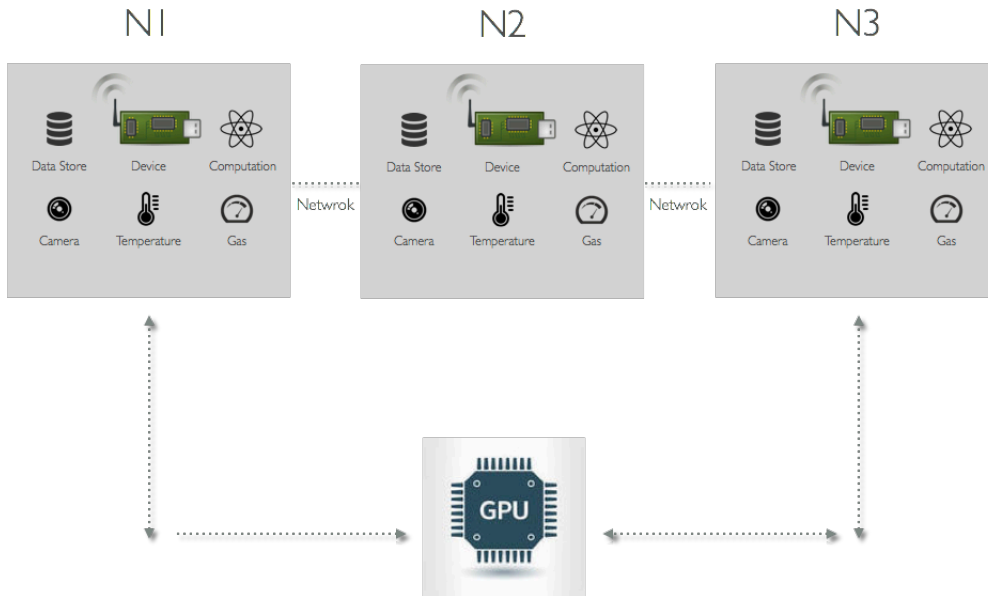 N1 N2 N3
Data Store Device Computation Data Store Device Computation Data Store Device Computation
Netwrok Netwrok
Camera Temperature Gas Camera Temperature Gas Camera Temperature Gas
GPU